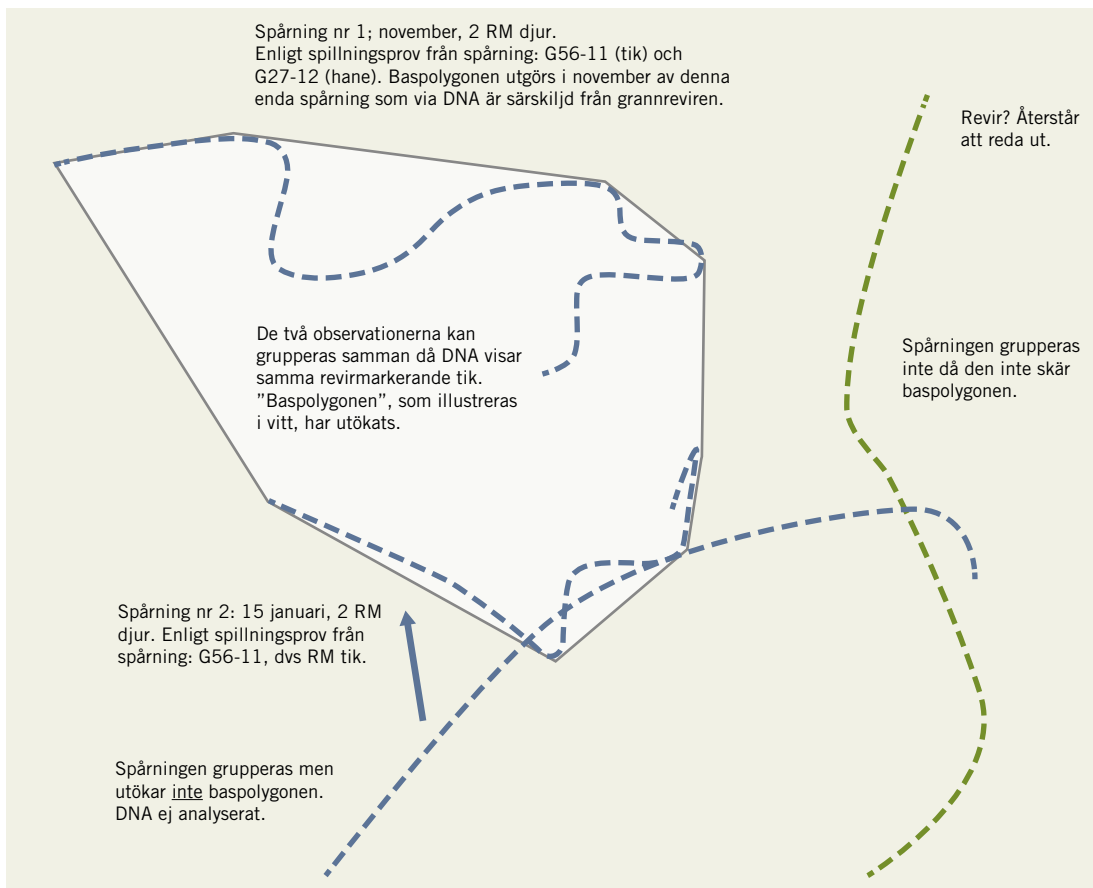 Spårning nr 1; november, 2 RM djur.
Enligt spillningsprov från spårning: G56-11 (tik) och
G27-12 (hane). Baspolygonen utgörs i november av denna
enda spårning som via DNA är särskiljd från grannreviren.
Revir? Återstår
att reda ut.
De två observationerna kan
grupperas samman då DNA visar
samma revirmarkerande tik.
”Baspolygonen”, som illustreras
i vitt, har utökats.
Spårningen grupperas
inte då den inte skär
baspolygonen.
Spårning nr 2: 15 januari, 2 RM
djur. Enligt spillningsprov från
spårning: G56-11, dvs RM tik.
Spårningen grupperas men
utökar inte baspolygonen.
DNA ej analyserat.